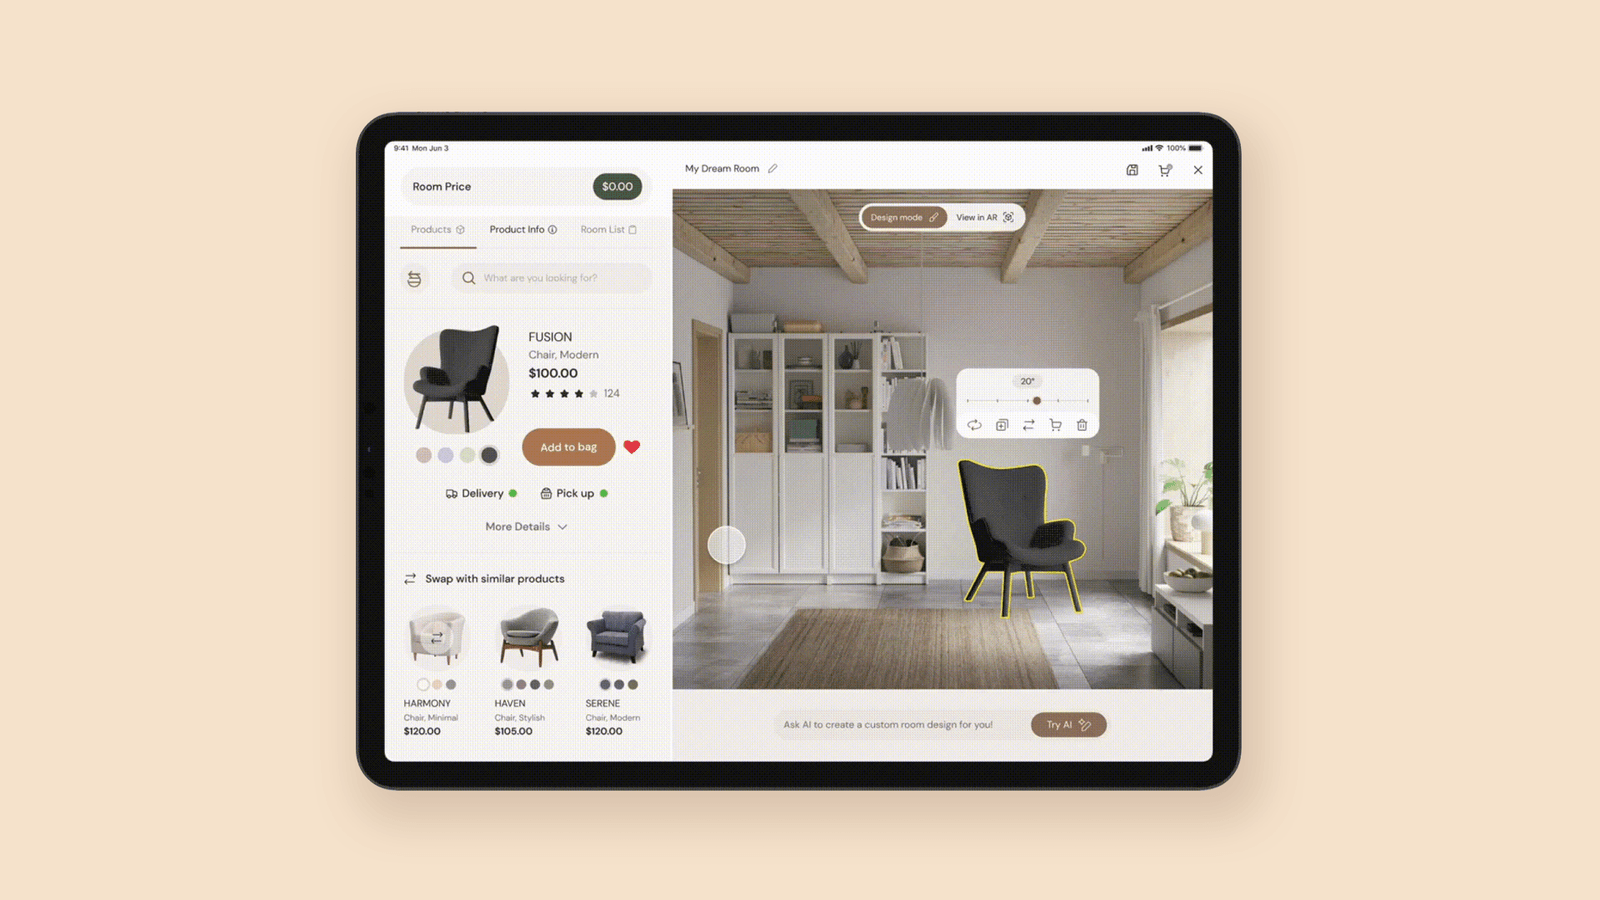 9:41 Mon Jun 3
100%
Room Price
$0.00
My Dream Room
Products
Product Info
Room List
Design mode
View in AR
What are you looking for?
FUSION
Chair, Modern
$100.00
124
Add to bag
Delivery
Pick up
More Details
20°
Swap with similar products
HARMONY
Chair, Minimal
$120.00
HAVEN
Chair, Stylish
$105.00
SERENE
Chair, Modern
$120.00
Ask AI to create a custom room design for you!
Try AI